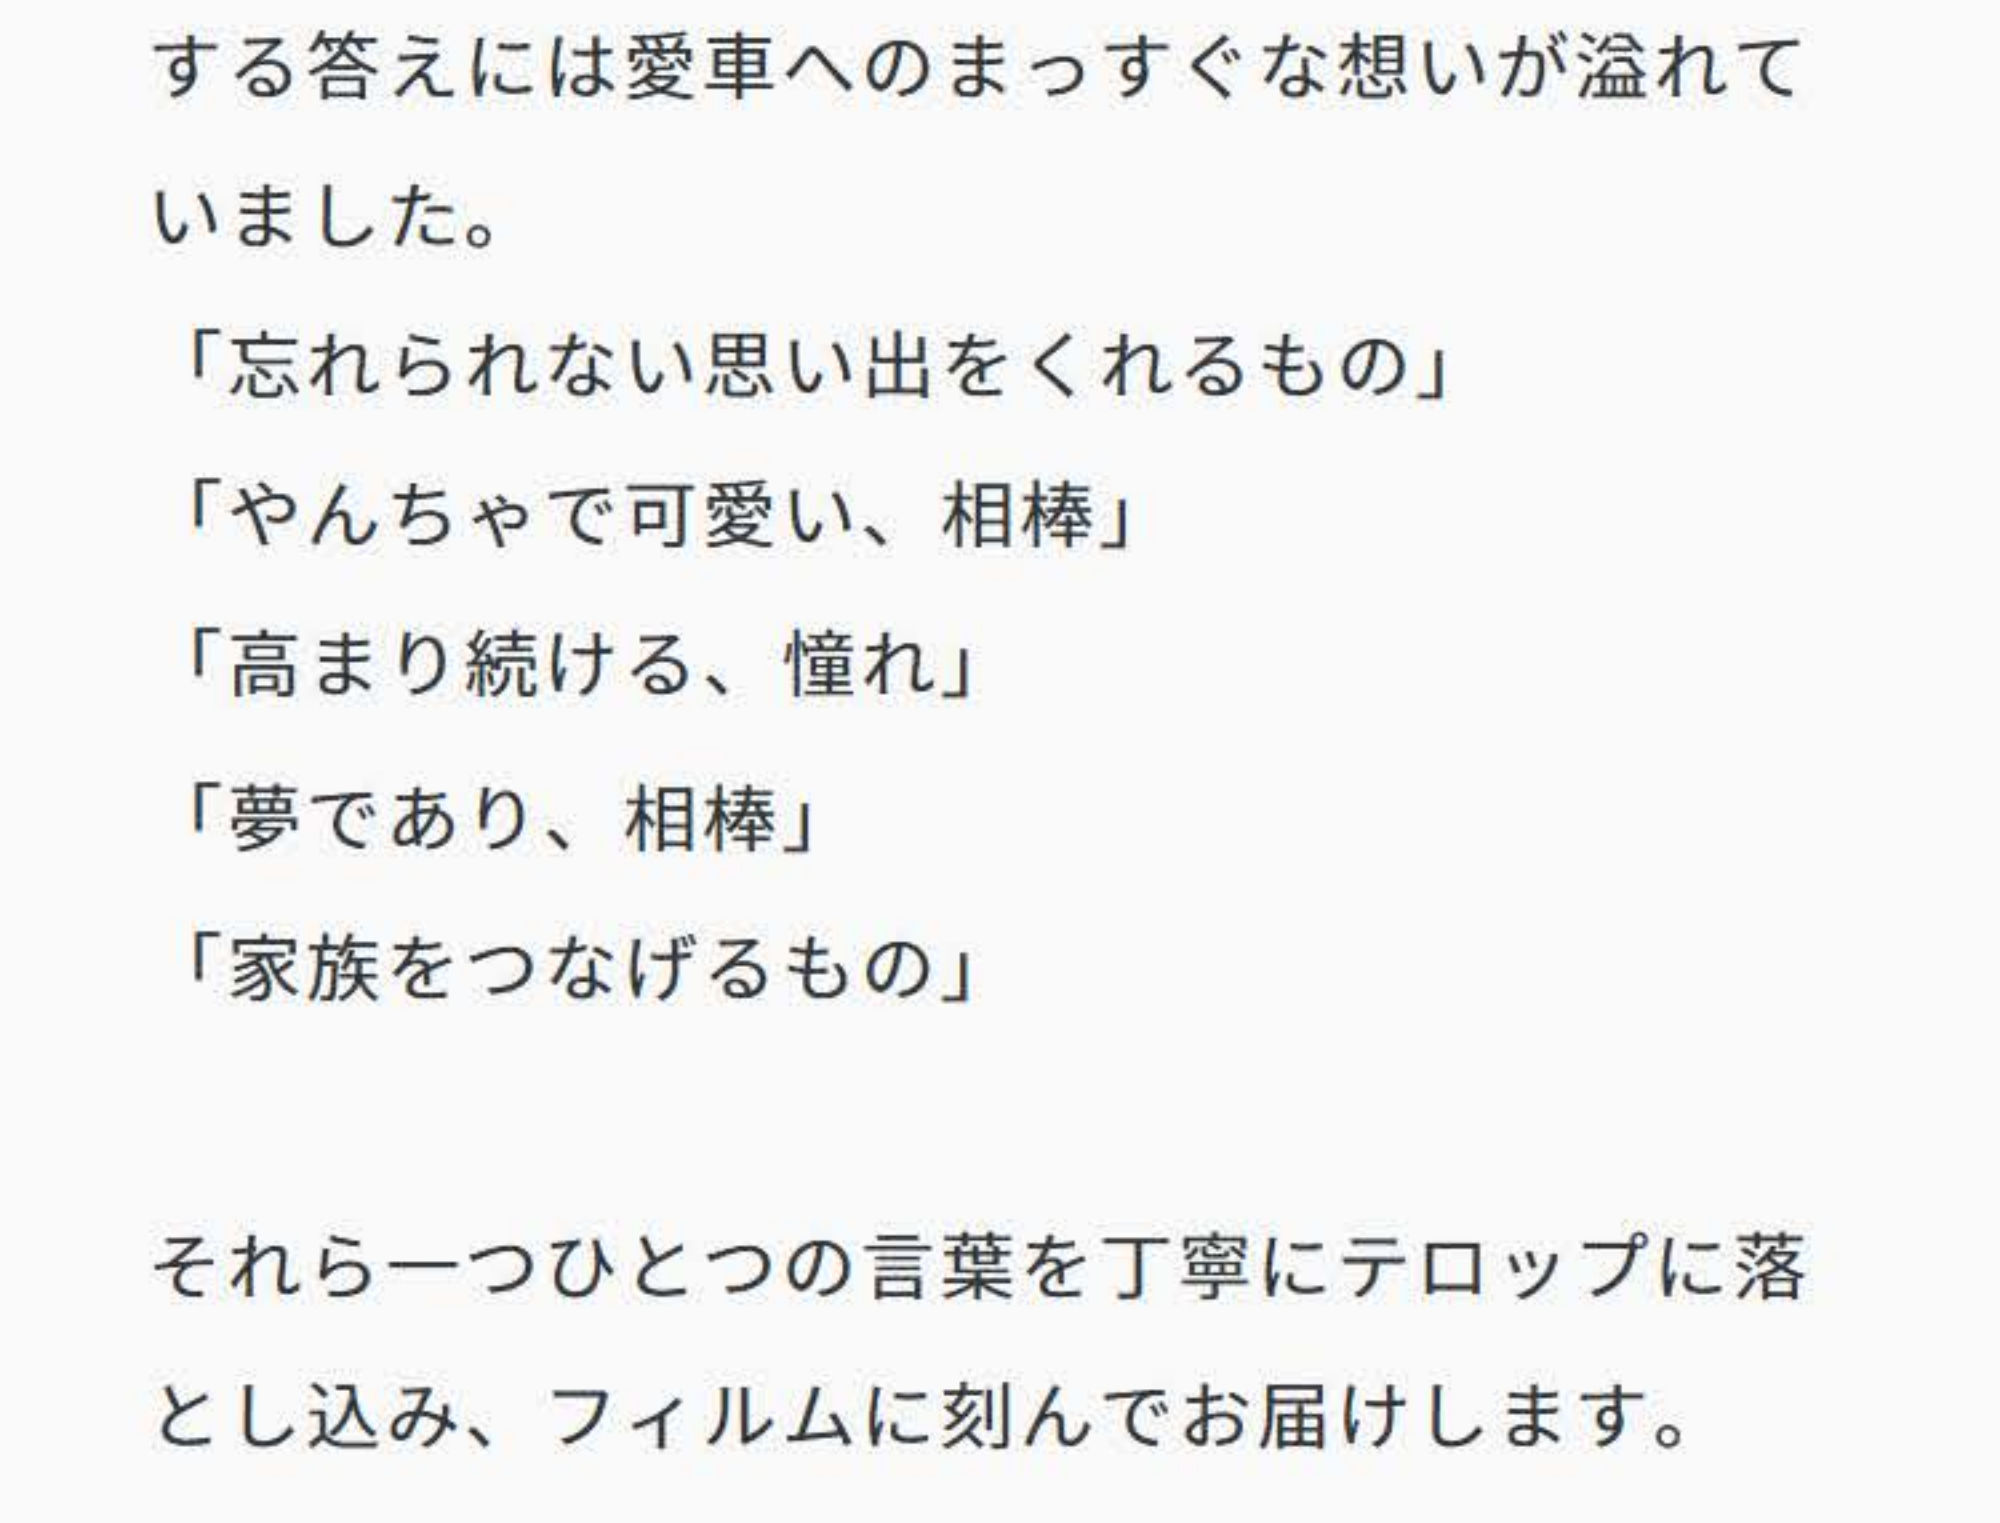 する答えには愛車へのまっすぐな想いが溢れて
いました。
「忘れられない思い出をくれるもの」
「やんちゃで可愛い、相棒」
「高まり続ける、憧れ」
「夢であり、相棒」
「家族をつなげるもの」
それら一つひとつの言葉を丁寧にテロップに落
とし込み、フィルムに刻んでお届けします。